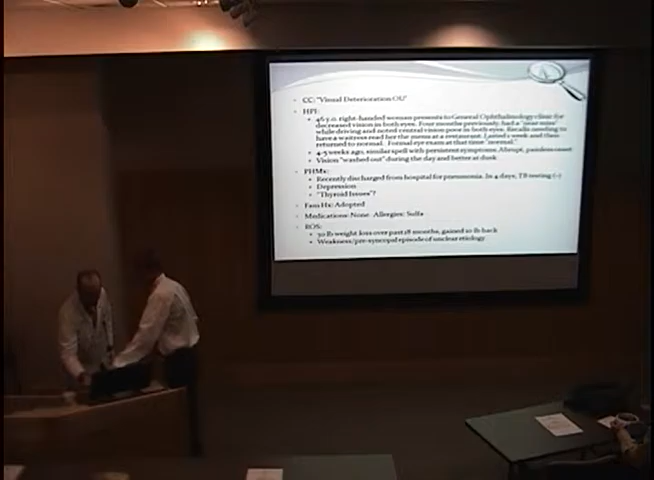 CC: "Visual Deterioration OU"
HPI:
46 y.o. right-handed woman presents to General Ophthalmology clinic for
decreased vision in both eyes. Four months previously, had a "near miss"
while driving and noted central vision poor in both eyes. Recalls needing to
have a waitress read her the menu at a restaurant. Lasted 1 week and then
returned to normal. Formal eye exam at that time "normal."
4-5 weeks ago, similar spell with persistent symptoms. Abrupt, painless onset
Vision "washed out" during the day and better at dusk
PMHx:
Recently discharged from hospital for pneumonia. In 4 days, TB testing (-)
Depression
"Thyroid Issues"?
Fam Hx: Adopted
Medications: None Allergies: Sulfa
ROS:
30 lb weight loss over past 18 months, gained 10 lb back
Weakness/pre-syncopal episode of unclear etiology